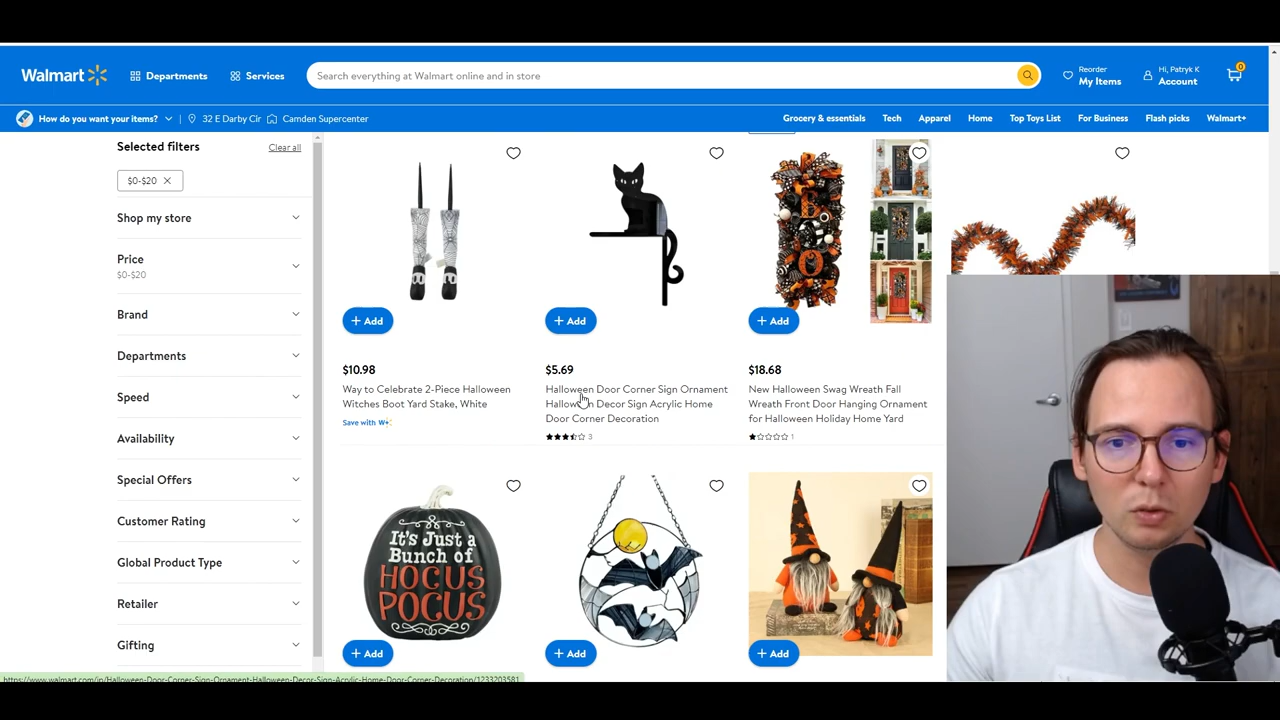 Walmart
Departments
Services
Search everything at Walmart online and in store
Reorder
My Items
Hi, Patryk K
Account
0
How do you want your items?
32 E Darby Cir
Camden Supercenter
Grocery & essentials
Tech
Apparel
Home
Top Toys List
For Business
Flash picks
Walmart+
Selected filters
Clear all
$0-$20
Shop my store
Price
$0-$20
Brand
Departments
Speed
Availability
Special Offers
Customer Rating
Global Product Type
Retailer
Gifting
+ Add
$10.98
Way to Celebrate 2-Piece Halloween
Witches Boot Yard Stake, White
Save with W+
+ Add
$5.69
Halloween Door Corner Sign Ornament
Halloween Decor Sign Acrylic Home
Door Corner Decoration
3
+ Add
$18.68
New Halloween Swag Wreath Fall
Wreath Front Door Hanging Ornament
for Halloween Holiday Home Yard
1
It's Just a
Bunch of
HOCUS
POCUS
+ Add
+ Add
+ Add
https://www.walmart.com/ip/Halloween-Door-Corner-Sign-Ornament-Halloween-Decor-Sign-Acrylic-Home-Door-Corner-Decoration/1233203581